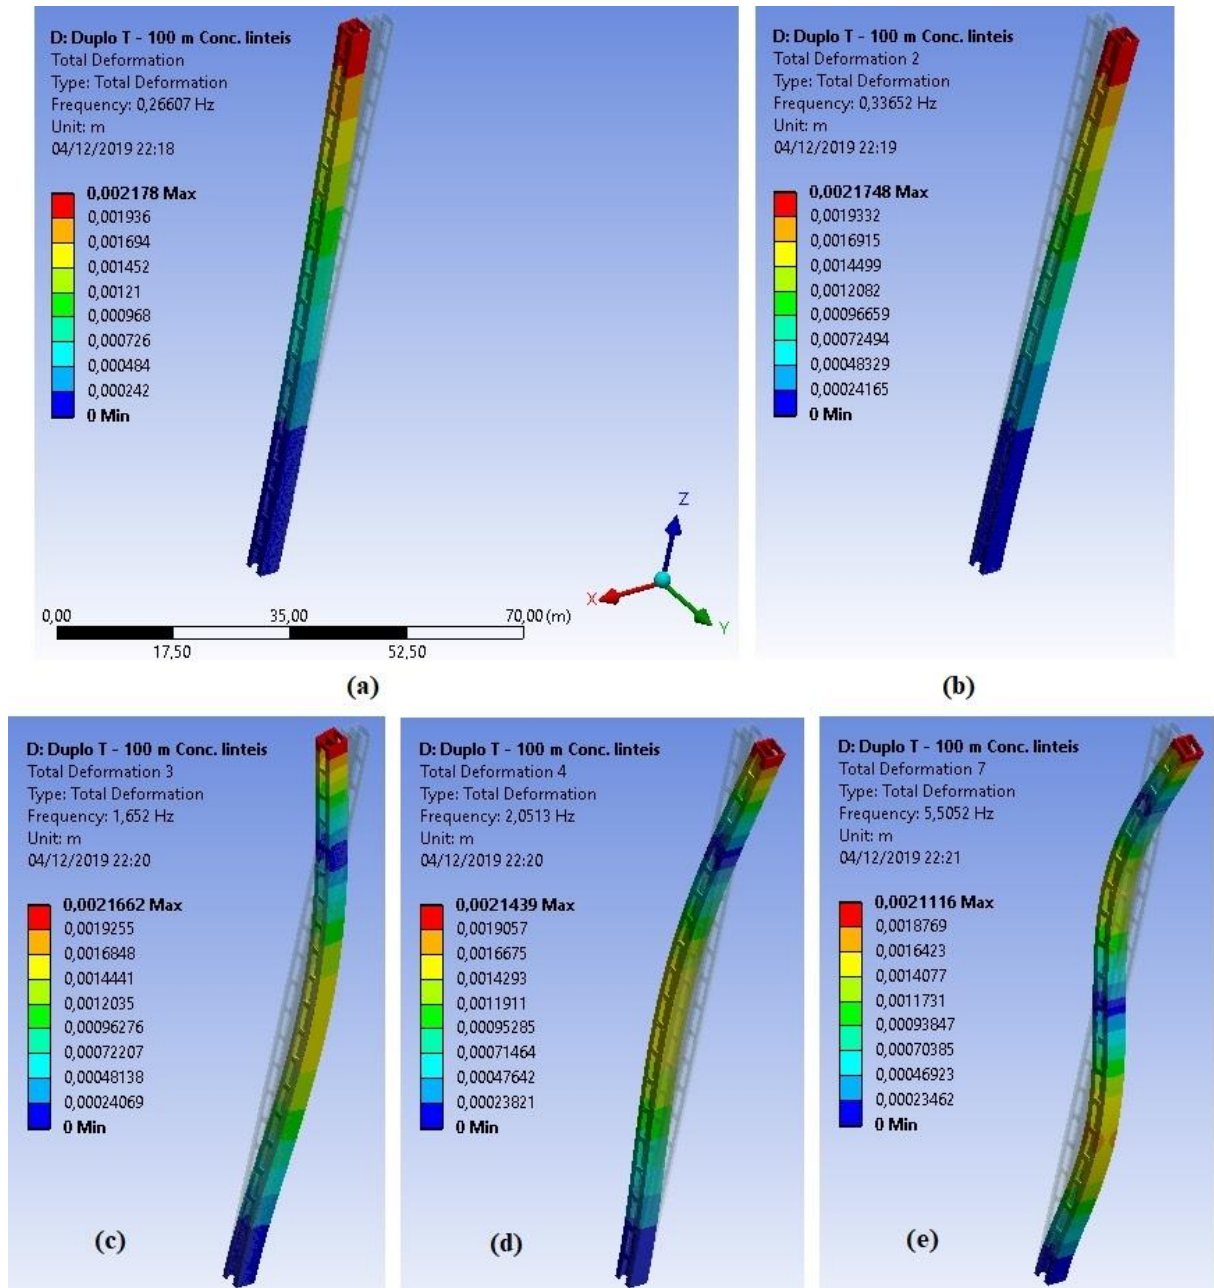 D: Duplo T - 100 m Conc. linteis
Total Deformation
Type: Total Deformation
Frequency: 0,26607 Hz
Unit: m
04/12/2019 22:18
0,002178 Max
0,001936
0,001694
0,001452
0,00121
0,000968
0,000726
0,000484
0,000242
0 Min
Z
X
Y
0,00 35,00 70,00 (m)
17,50 52,50
(a)
D: Duplo T - 100 m Conc. linteis
Total Deformation 2
Type: Total Deformation
Frequency: 0,33652 Hz
Unit: m
04/12/2019 22:19
0,0021748 Max
0,0019332
0,0016915
0,0014499
0,0012082
0,00096659
0,00072494
0,00048329
0,00024165
0 Min
(b)
D: Duplo T - 100 m Conc. linteis
Total Deformation 3
Type: Total Deformation
Frequency: 1,652 Hz
Unit: m
04/12/2019 22:20
0,0021662 Max
0,0019255
0,0016848
0,0014441
0,0012035
0,00096276
0,00072207
0,00048138
0,00024069
0 Min
(c)
D: Duplo T - 100 m Conc. linteis
Total Deformation 4
Type: Total Deformation
Frequency: 2,0513 Hz
Unit: m
04/12/2019 22:20
0,0021439 Max
0,0019057
0,0016675
0,0014293
0,0011911
0,00095285
0,00071464
0,00047642
0,00023821
0 Min
(d)
D: Duplo T - 100 m Conc. linteis
Total Deformation 7
Type: Total Deformation
Frequency: 5,5052 Hz
Unit: m
04/12/2019 22:21
0,0021116 Max
0,0018769
0,0016423
0,0014077
0,0011731
0,00093847
0,00070385
0,00046923
0,00023462
0 Min
(e)